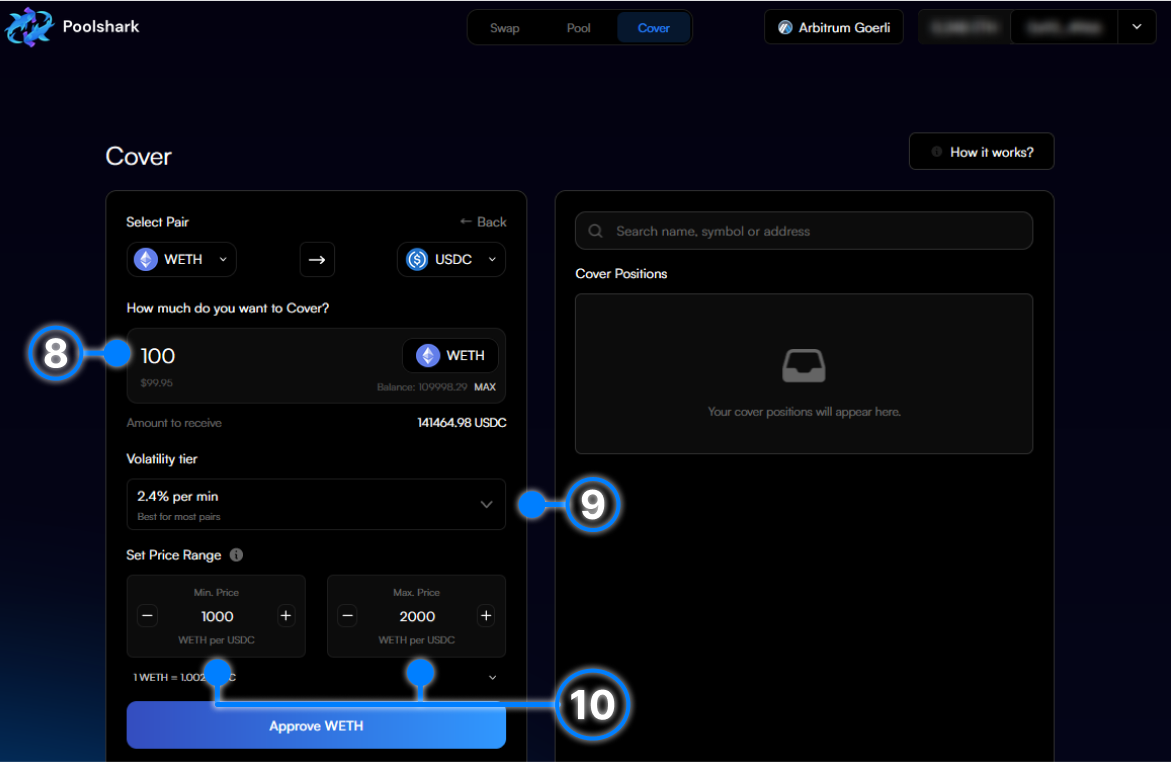 Poolshark
Swap
Pool
Cover
Arbitrum Goerli
Cover
How it works?
Select Pair
← Back
WETH
→
USDC
How much do you want to Cover?
8
100
WETH
$99.95
Balance: 109998.29 MAX
Amount to receive
141464.98 USDC
Volatility tier
2.4% per min
Best for most pairs
9
Set Price Range
Min. Price
− 1000 +
WETH per USDC
Max. Price
− 2000 +
WETH per USDC
1 WETH = 1.002
10
Approve WETH
Search name, symbol or address
Cover Positions
Your cover positions will appear here.